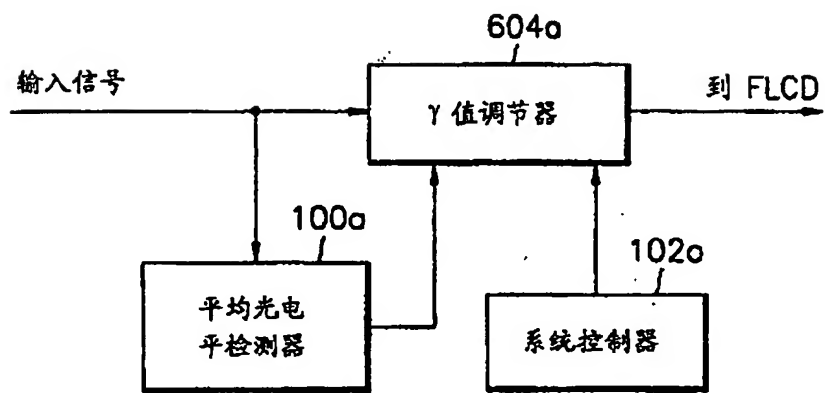 604a
输入信号
γ 值调节器
到 FLCD
100a
102a
平均光电
平检测器
系统控制器